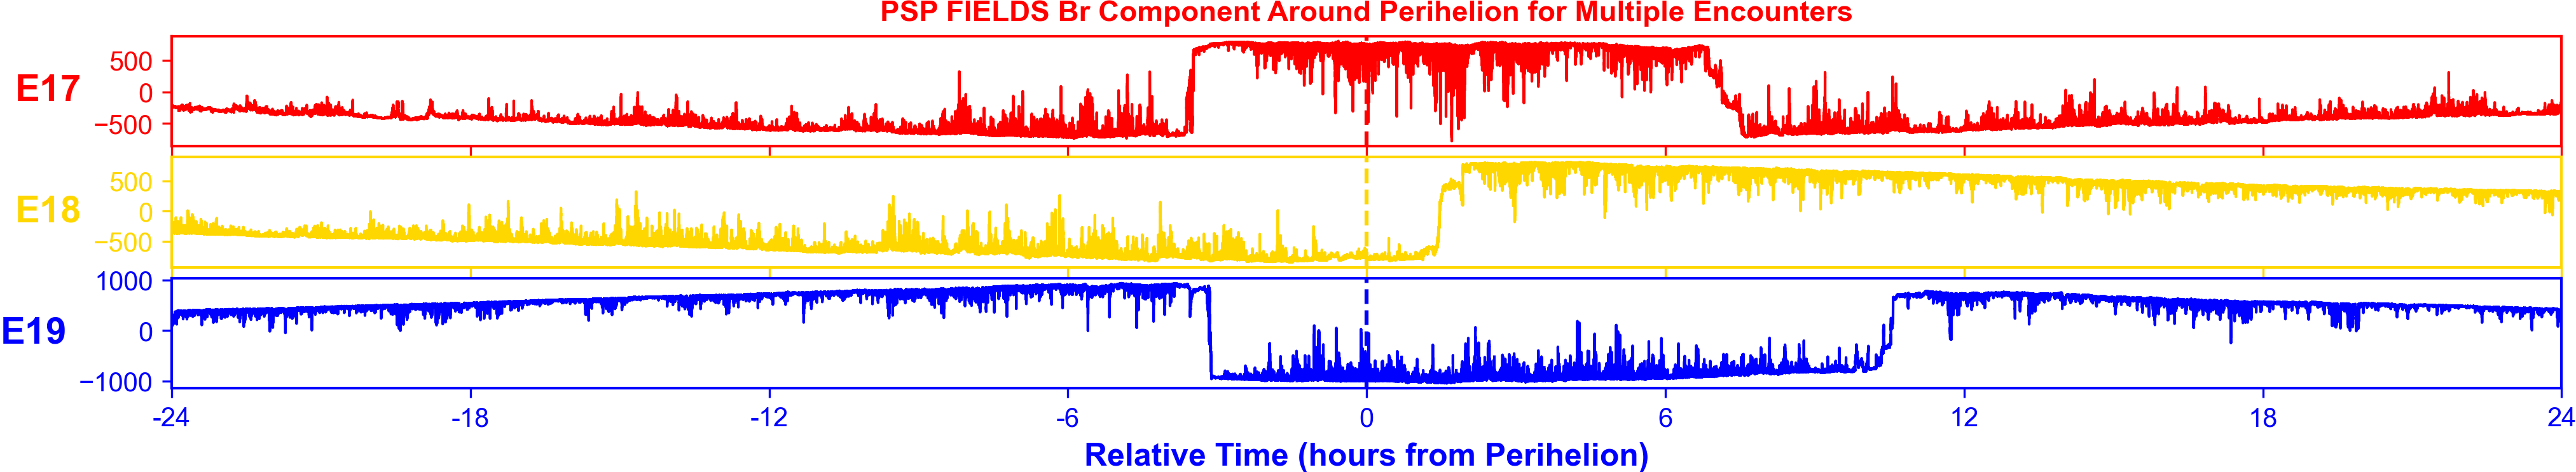 PSP FIELDS Br Component Around Perihelion for Multiple Encounters
E17
500
0
−500
E18
500
0
−500
E19
1000
0
−1000
-24 -18 -12 -6 0 6 12 18 24
Relative Time (hours from Perihelion)